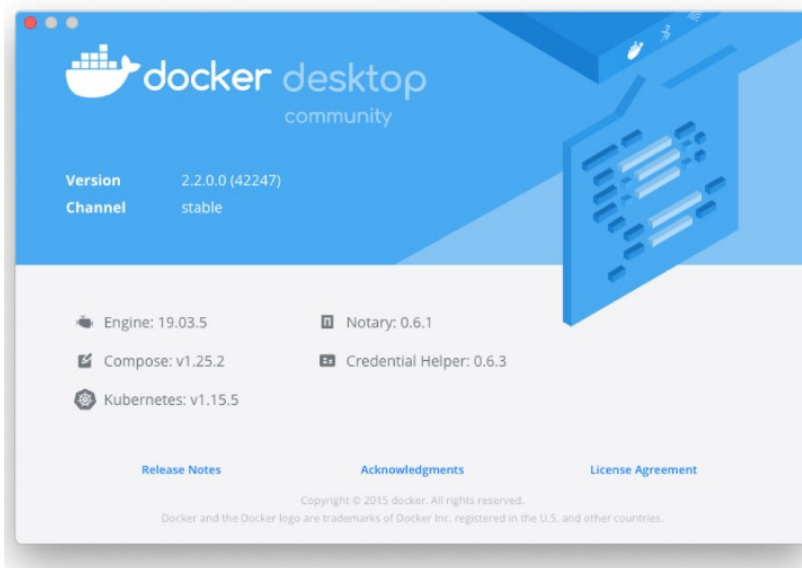 docker desktop
community
Version 2.2.0.0 (42247)
Channel stable
Engine: 19.03.5 Notary: 0.6.1
Compose: v1.25.2 Credential Helper: 0.6.3
Kubernetes: v1.15.5
Release Notes Acknowledgments License Agreement
Copyright © 2015 docker. All rights reserved.
Docker and the Docker logo are trademarks of Docker Inc. registered in the U.S. and other countries.